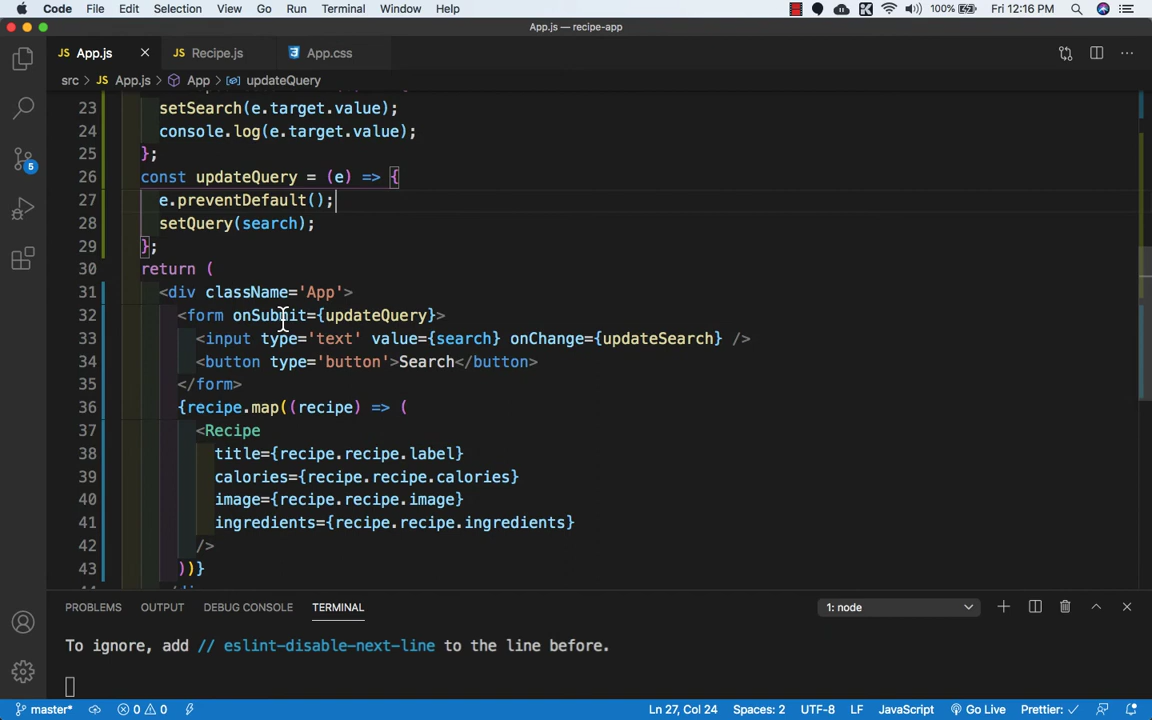 Code File Edit Selection View Go Run Terminal Window Help 100% Fri 12:16 PM
App.js — recipe-app
JS App.js JS Recipe.js App.css
src > JS App.js > App > updateQuery
23 setSearch(e.target.value);
24 console.log(e.target.value);
25 };
26 const updateQuery = (e) => {
27 e.preventDefault();
28 setQuery(search);
29 };
30 return (
31 <div className='App'>
32 <form onSubmit={updateQuery}>
33 <input type='text' value={search} onChange={updateSearch} />
34 <button type='button'>Search</button>
35 </form>
36 {recipe.map((recipe) => (
37 <Recipe
38 title={recipe.recipe.label}
39 calories={recipe.recipe.calories}
40 image={recipe.recipe.image}
41 ingredients={recipe.recipe.ingredients}
42 />
43 ))}
5
PROBLEMS OUTPUT DEBUG CONSOLE TERMINAL 1: node
To ignore, add // eslint-disable-next-line to the line before.
master* 0 0 Ln 27, Col 24 Spaces: 2 UTF-8 LF JavaScript Go Live Prettier: ✓